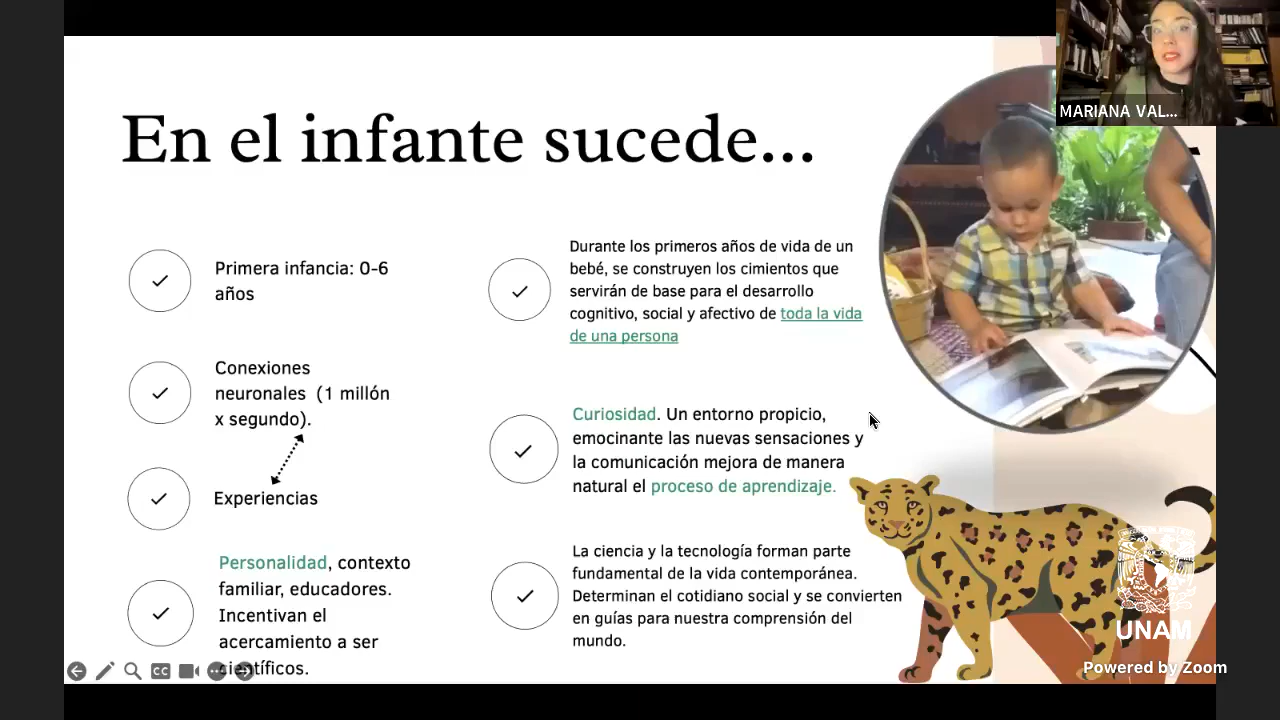 MARIANA VAL...
En el infante sucede...
Primera infancia: 0-6
años
Conexiones
neuronales (1 millón
x segundo).
Experiencias
Personalidad, contexto
familiar, educadores.
Incentivan el
acercamiento a ser
científicos.
Durante los primeros años de vida de un
bebé, se construyen los cimientos que
servirán de base para el desarrollo
cognitivo, social y afectivo de toda la vida
de una persona
Curiosidad. Un entorno propicio,
emocinante las nuevas sensaciones y
la comunicación mejora de manera
natural el proceso de aprendizaje.
La ciencia y la tecnología forman parte
fundamental de la vida contemporánea.
Determinan el cotidiano social y se convierten
en guías para nuestra comprensión del
mundo.
CC
UNAM
Powered by Zoom